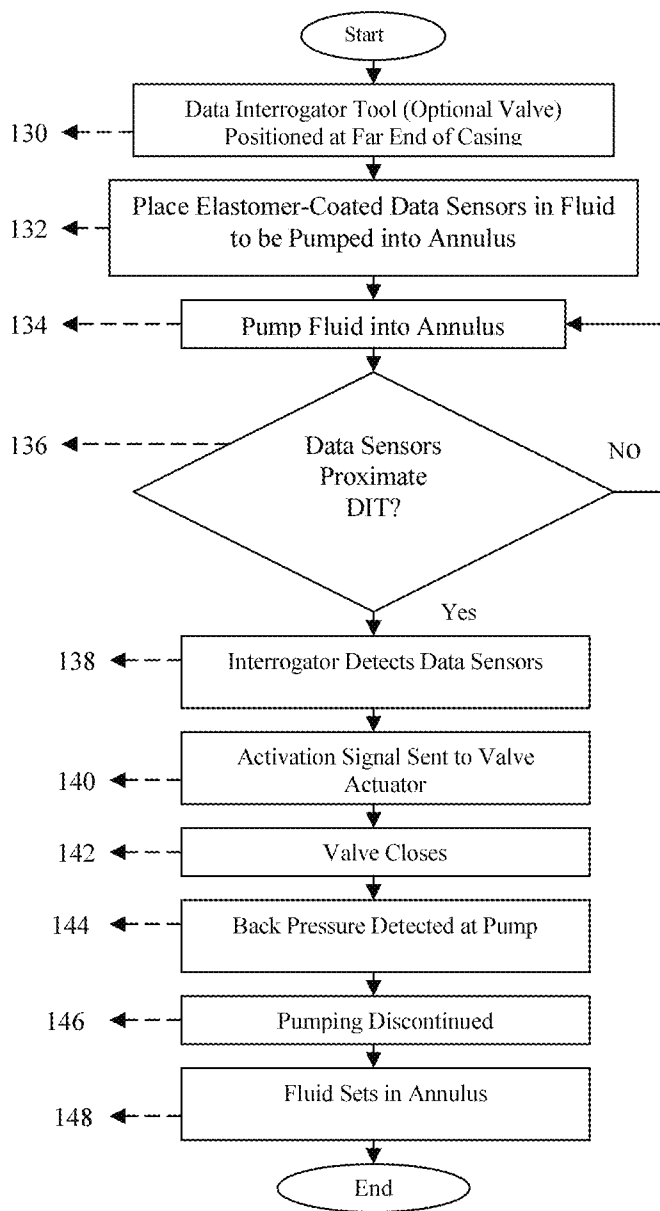 Start
130
Data Interrogator Tool (Optional Valve)
Positioned at Far End of Casing
132
Place Elastomer-Coated Data Sensors in Fluid
to be Pumped into Annulus
134
Pump Fluid into Annulus
136
Data Sensors
Proximate
DIT?
NO
Yes
138
Interrogator Detects Data Sensors
140
Activation Signal Sent to Valve
Actuator
142
Valve Closes
144
Back Pressure Detected at Pump
146
Pumping Discontinued
148
Fluid Sets in Annulus
End